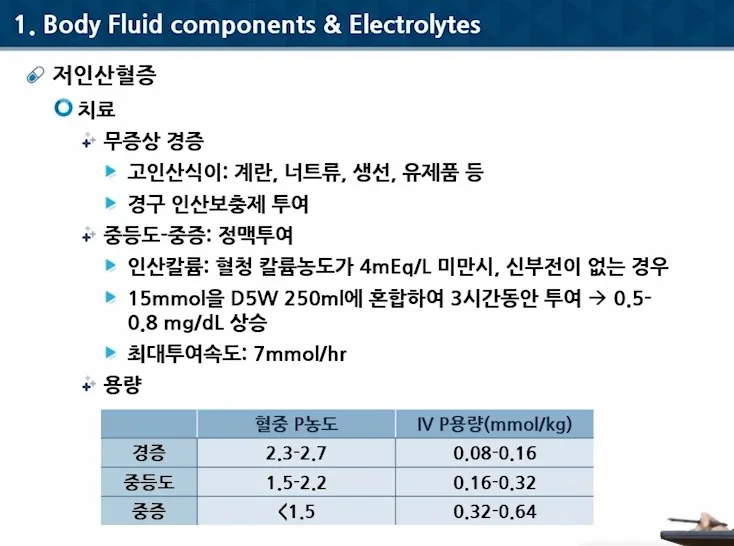 1. Body Fluid components & Electrolytes
저인산혈증
치료
무증상 경증
고인산식이: 계란, 너트류, 생선, 유제품 등
경구 인산보충제 투여
중등도-중증: 정맥투여
인산칼륨: 혈청 칼륨농도가 4mEq/L 미만시, 신부전이 없는 경우
15mmol을 D5W 250ml에 혼합하여 3시간동안 투여 → 0.5-
0.8 mg/dL 상승
최대투여속도: 7mmol/hr
용량
혈중 P농도 IV P용량(mmol/kg)
경증 2.3-2.7 0.08-0.16
중등도 1.5-2.2 0.16-0.32
중증 <1.5 0.32-0.64